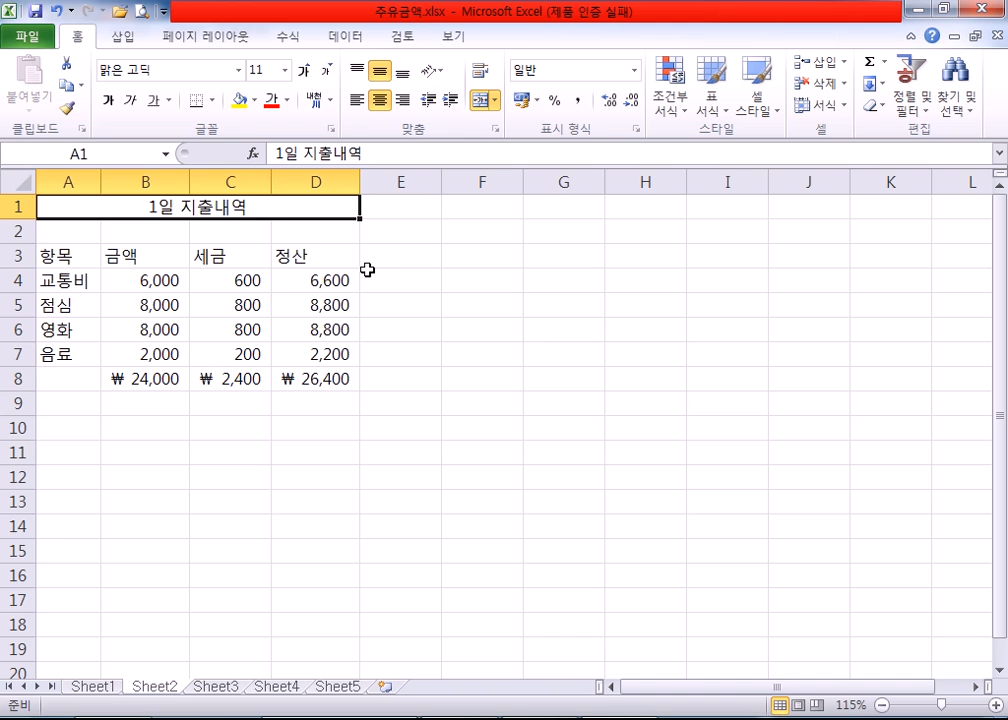 주유금액.xlsx - Microsoft Excel (제품 인증 실패)
파일 홈 삽입 페이지 레이아웃 수식 데이터 검토 보기
붙여넣기
클립보드
맑은 고딕 11 가 가
가 가 가 가 내천
글꼴
맞춤
일반
% ,
표시 형식
조건부 서식 표 서식 셀 스타일
스타일
삽입
삭제
서식
셀
Σ
정렬 및 필터 찾기 및 선택
편집
A1 fx 1일 지출내역
A B C D E F G H I J K L
1 1일 지출내역
2
3 항목 금액 세금 정산
4 교통비 6,000 600 6,600
5 점심 8,000 800 8,800
6 영화 8,000 800 8,800
7 음료 2,000 200 2,200
8 ₩ 24,000 ₩ 2,400 ₩ 26,400
9
10
11
12
13
14
15
16
17
18
19
20
Sheet1 Sheet2 Sheet3 Sheet4 Sheet5
준비 115%